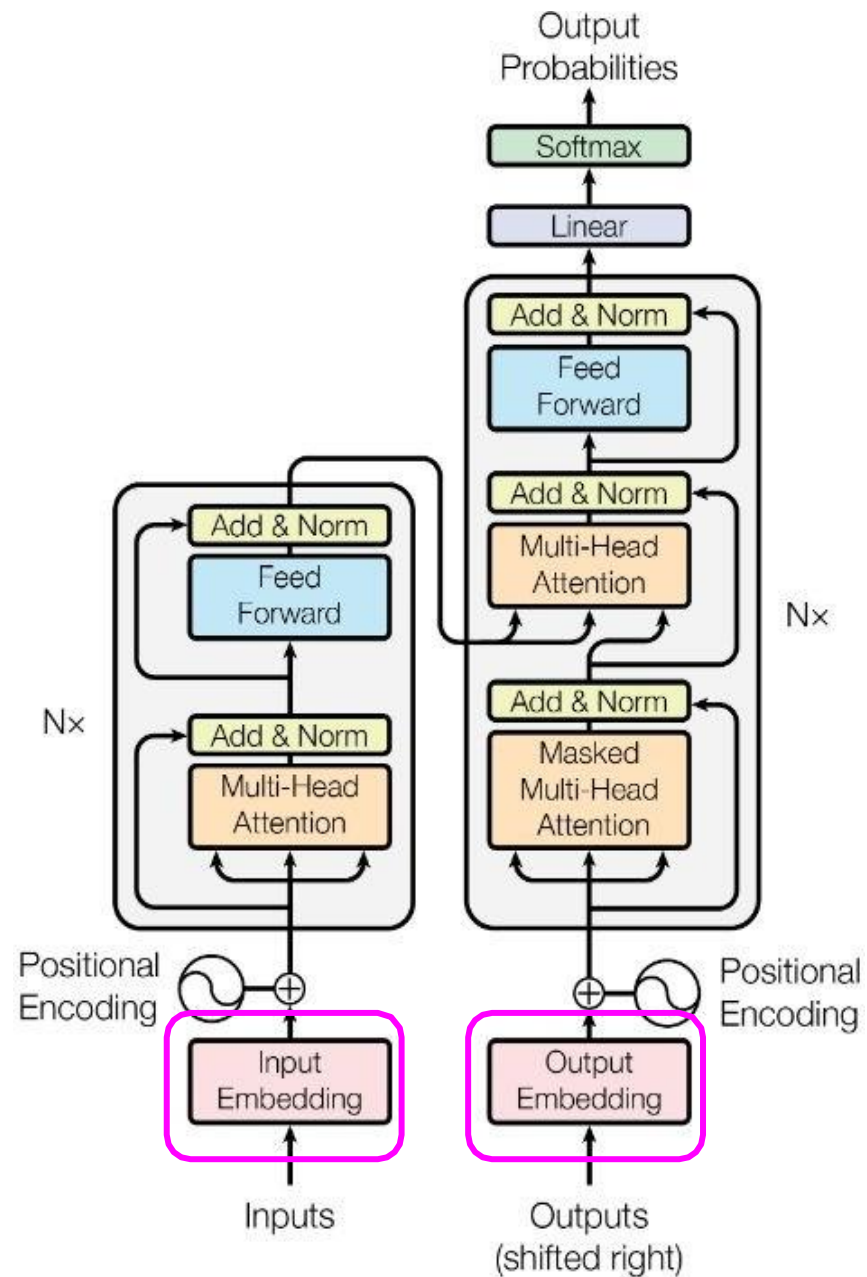 Output
Probabilities
Softmax
Linear
Add & Norm
Feed
Forward
Add & Norm
Multi-Head
Attention
Nx
Add & Norm
Masked
Multi-Head
Attention
Add & Norm
Feed
Forward
Nx
Add & Norm
Multi-Head
Attention
Positional
Encoding
Positional
Encoding
Input
Embedding
Output
Embedding
Inputs
Outputs
(shifted right)